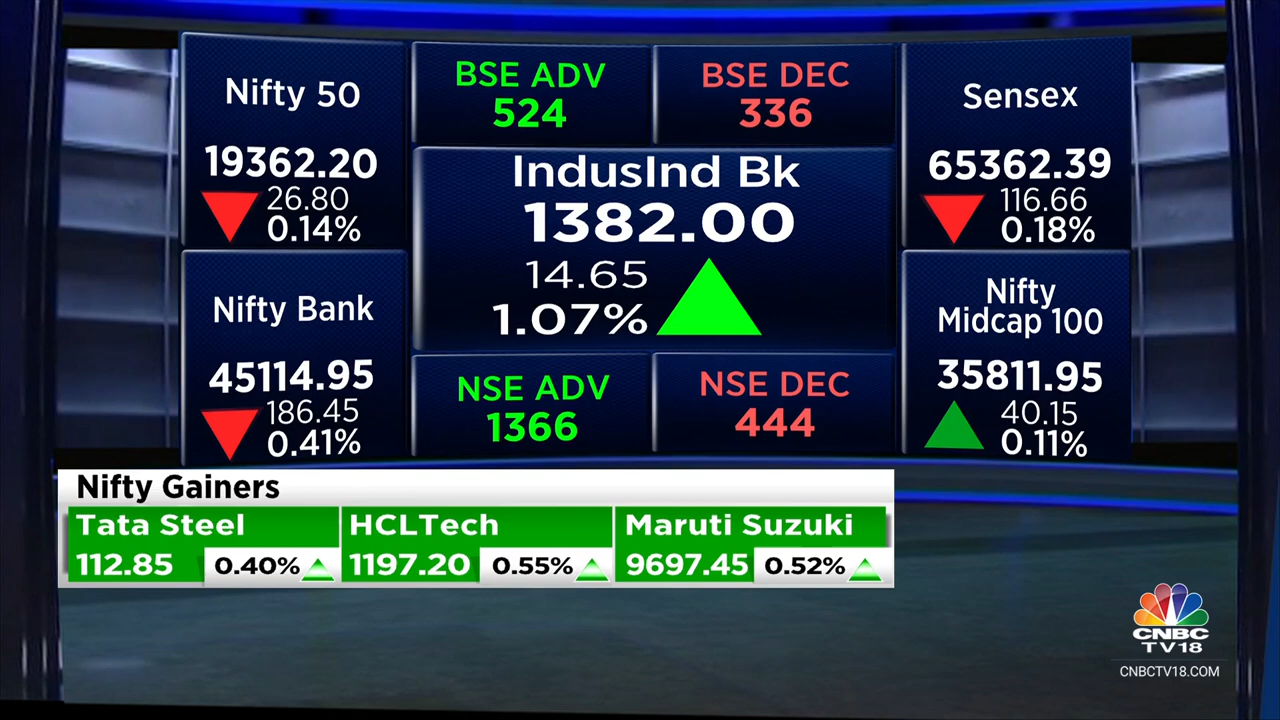 Nifty 50
19362.20
26.80
0.14%
BSE ADV
524
BSE DEC
336
Sensex
65362.39
116.66
0.18%
IndusInd Bk
1382.00
14.65
1.07%
Nifty Bank
45114.95
186.45
0.41%
NSE ADV
1366
NSE DEC
444
Nifty
Midcap 100
35811.95
40.15
0.11%
Nifty Gainers
Tata Steel
112.85 0.40%
HCLTech
1197.20 0.55%
Maruti Suzuki
9697.45 0.52%
CNBC
TV18
CNBCTV18.COM